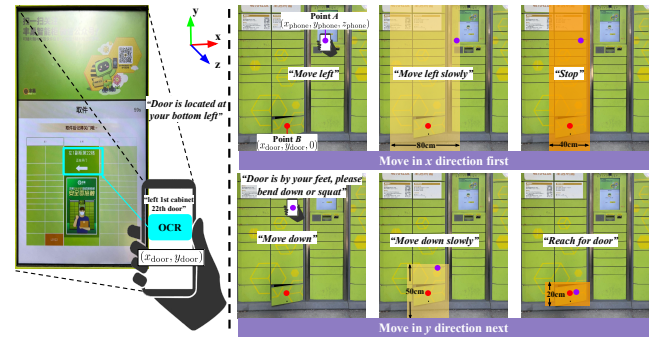 取件
"Door is located at
your bottom left"
"left 1st cabinet
22th door"
OCR
(x_door, y_door)
y
x
z
Point A
(x_phone, y_phone, z_phone)
"Move left"
Point B
(x_door, y_door, 0)
"Move left slowly"
80cm
"Stop"
40cm
Move in x direction first
"Door is by your feet, please
bend down or squat"
"Move down"
"Move down slowly"
50cm
"Reach for door"
20cm
Move in y direction next